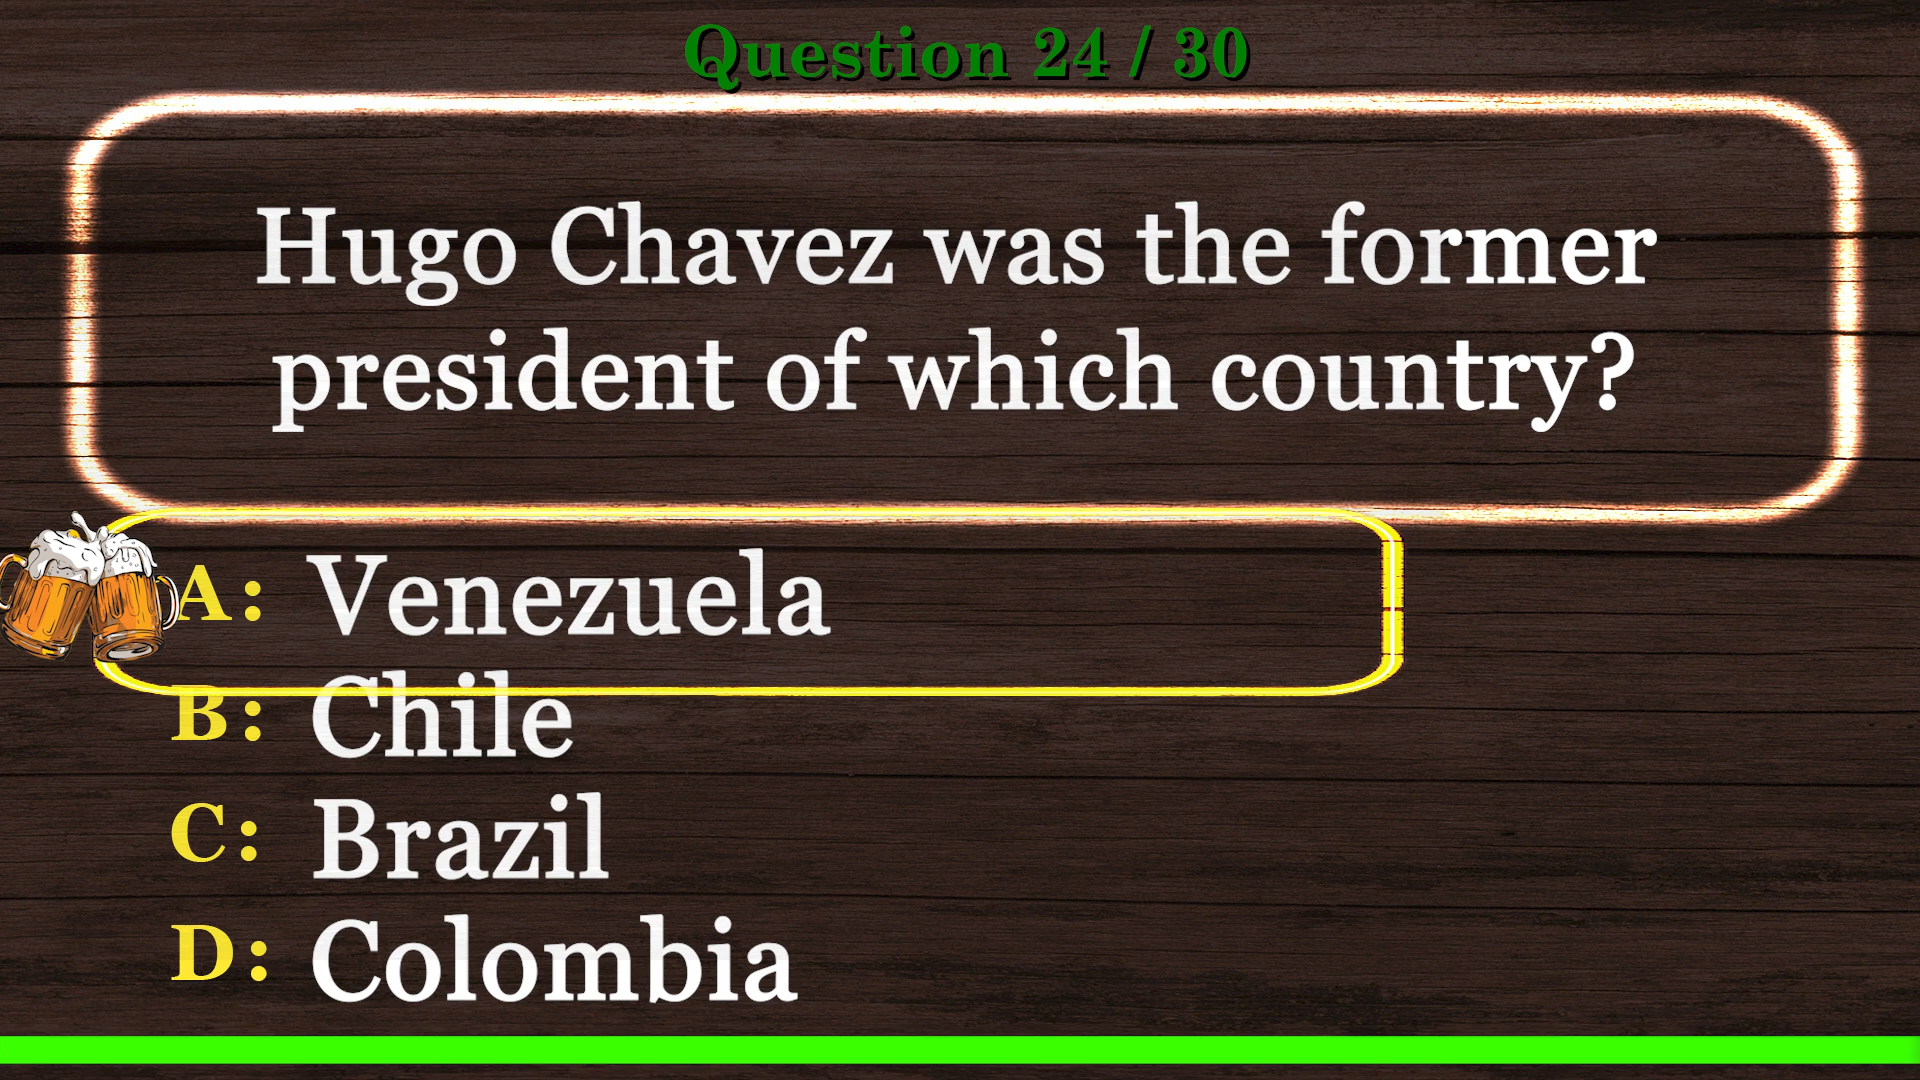 Question 24 / 30
Hugo Chavez was the former
president of which country?
A: Venezuela
B: Chile
C: Brazil
D: Colombia